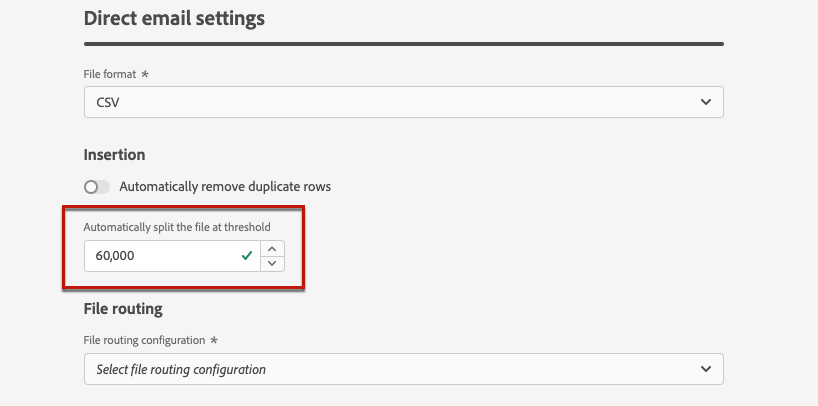 Direct email settings
File format *
CSV
Insertion
Automatically remove duplicate rows
Automatically split the file at threshold
60,000
File routing
File routing configuration *
Select file routing configuration